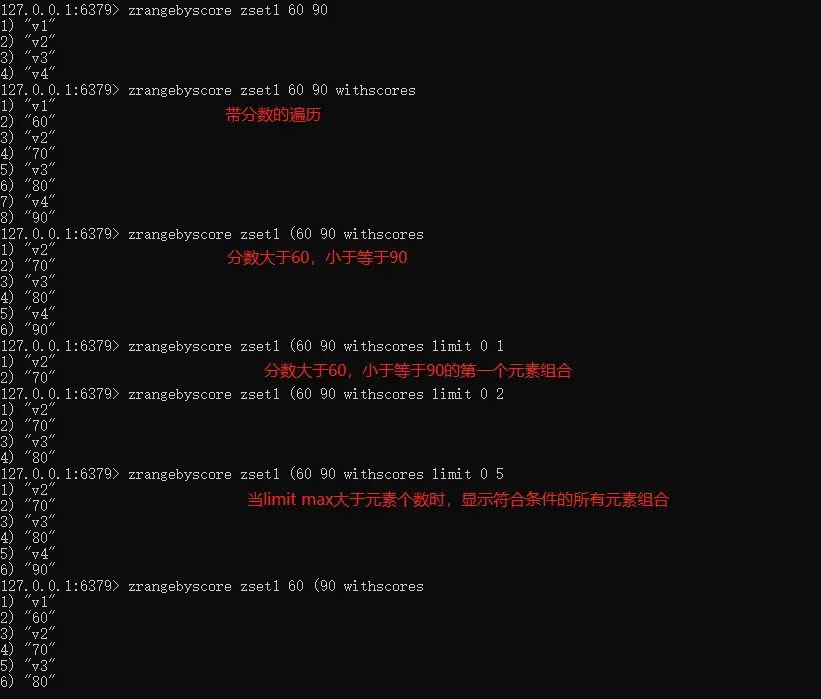 127.0.0.1:6379> zrangebyscore zset1 60 90
1) "v1"
2) "v2"
3) "v3"
4) "v4"
127.0.0.1:6379> zrangebyscore zset1 60 90 withscores
1) "v1"
带分数的遍历
2) "60"
3) "v2"
4) "70"
5) "v3"
6) "80"
7) "v4"
8) "90"
127.0.0.1:6379> zrangebyscore zset1 (60 90 withscores
1) "v2"
分数大于60，小于等于90
2) "70"
3) "v3"
4) "80"
5) "v4"
6) "90"
127.0.0.1:6379> zrangebyscore zset1 (60 90 withscores limit 0 1
1) "v2"
分数大于60，小于等于90的第一个元素组合
2) "70"
127.0.0.1:6379> zrangebyscore zset1 (60 90 withscores limit 0 2
1) "v2"
2) "70"
3) "v3"
4) "80"
127.0.0.1:6379> zrangebyscore zset1 (60 90 withscores limit 0 5
1) "v2"
当limit max大于元素个数时，显示符合条件的所有元素组合
2) "70"
3) "v3"
4) "80"
5) "v4"
6) "90"
127.0.0.1:6379> zrangebyscore zset1 60 (90 withscores
1) "v1"
2) "60"
3) "v2"
4) "70"
5) "v3"
6) "80"